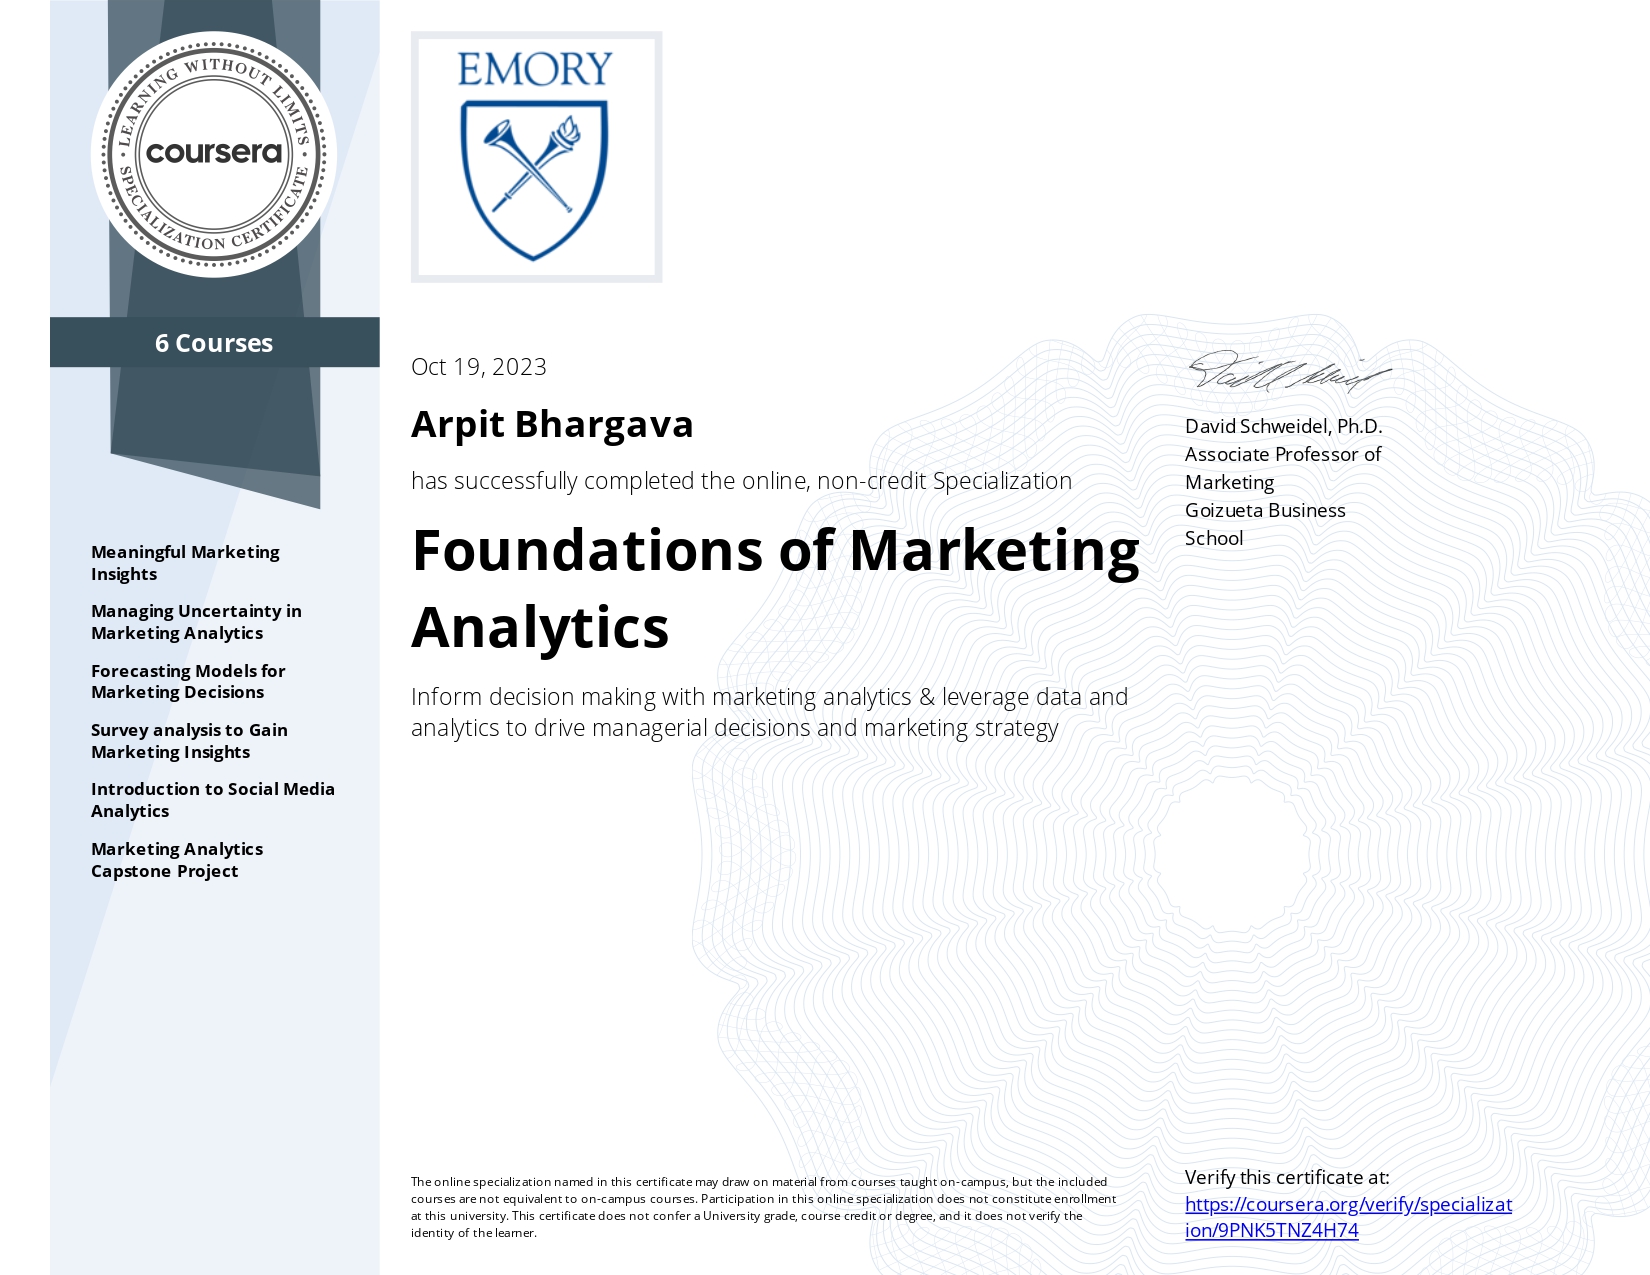 LEARNING WITHOUT LIMITS
coursera
SPECIALIZATION CERTIFICATE
6 Courses
Meaningful Marketing
Insights
Managing Uncertainty in
Marketing Analytics
Forecasting Models for
Marketing Decisions
Survey analysis to Gain
Marketing Insights
Introduction to Social Media
Analytics
Marketing Analytics
Capstone Project
EMORY
Oct 19, 2023
Arpit Bhargava
has successfully completed the online, non-credit Specialization
Foundations of Marketing
Analytics
Inform decision making with marketing analytics & leverage data and
analytics to drive managerial decisions and marketing strategy
David Schweidel, Ph.D.
Associate Professor of
Marketing
Goizueta Business
School
The online specialization named in this certificate may draw on material from courses taught on-campus, but the included
courses are not equivalent to on-campus courses. Participation in this online specialization does not constitute enrollment
at this university. This certificate does not confer a University grade, course credit or degree, and it does not verify the
identity of the learner.
Verify this certificate at:
https://coursera.org/verify/specializat
ion/9PNK5TNZ4H74